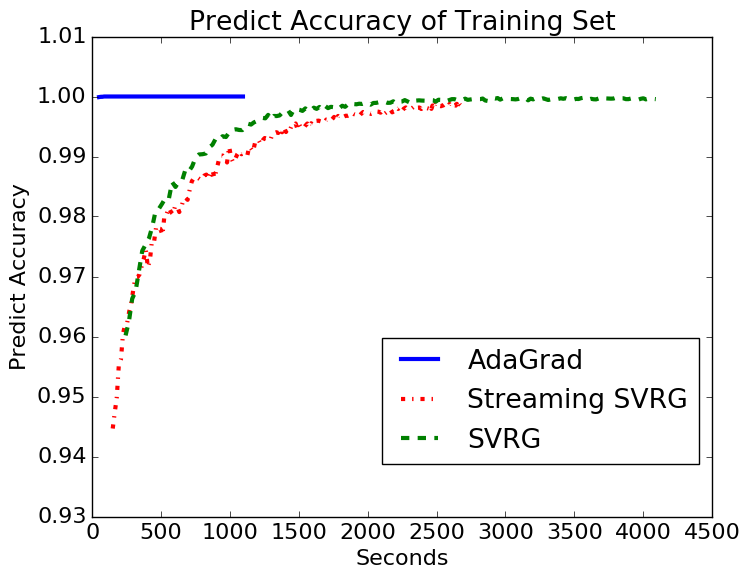 Predict Accuracy of Training Set
1.01
1.00
0.99
0.98
0.97
0.96
0.95
0.94
0.93
Predict Accuracy
AdaGrad
Streaming SVRG
SVRG
0 500 1000 1500 2000 2500 3000 3500 4000 4500
Seconds